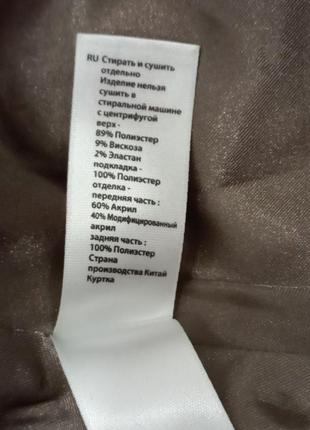 RU Стирать и сушить
отдельно
Изделие нельзя
сушить в
стиральной машине
с центрифугой
верх -
89% Полиэстер
9% Вискоза
2% Эластан
подкладка -
100% Полиэстер
отделка -
передняя часть :
60% Акрил
40% Модифицированный
акрил
задняя часть :
100% Полиэстер
Страна
производства Китай
Куртка